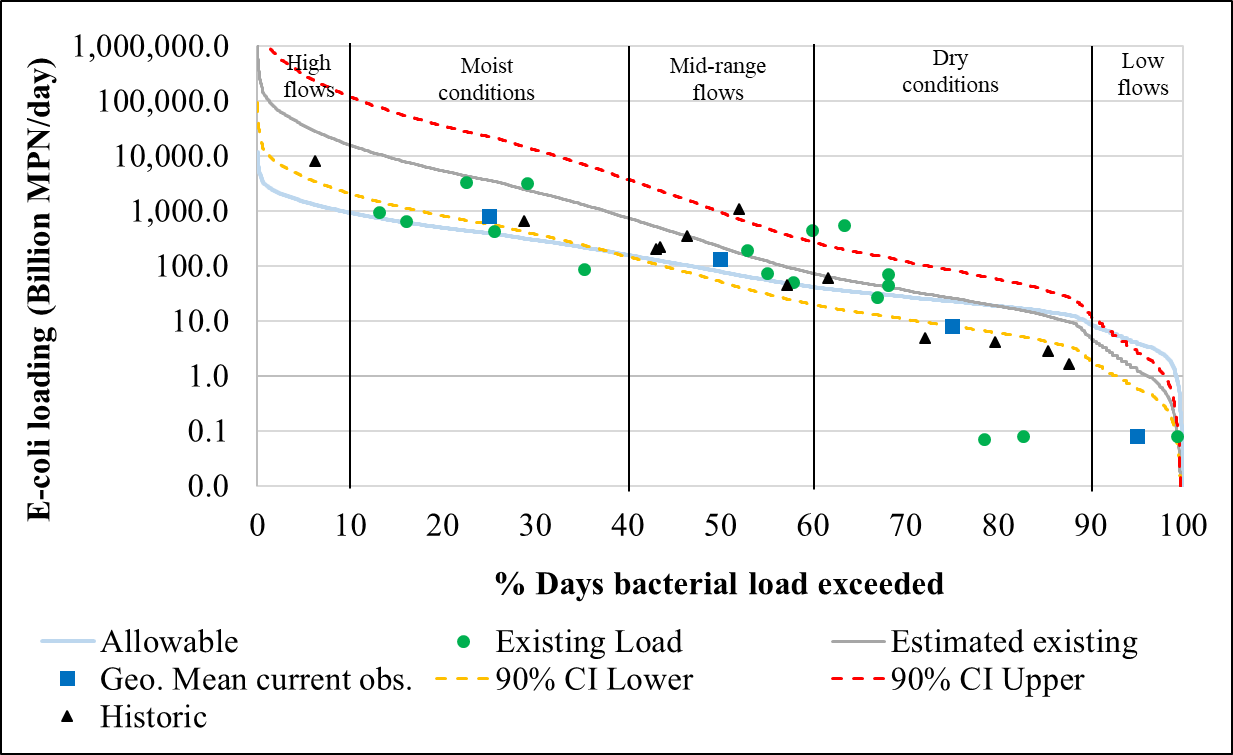 E-coli loading (Billion MPN/day)
1,000,000.0
100,000.0
10,000.0
1,000.0
100.0
10.0
1.0
0.1
0.0
High
flows
Moist
conditions
Mid-range
flows
Dry
conditions
Low
flows
0 10 20 30 40 50 60 70 80 90 100
% Days bacterial load exceeded
Allowable
Existing Load
Estimated existing
Geo. Mean current obs.
90% CI Lower
90% CI Upper
Historic